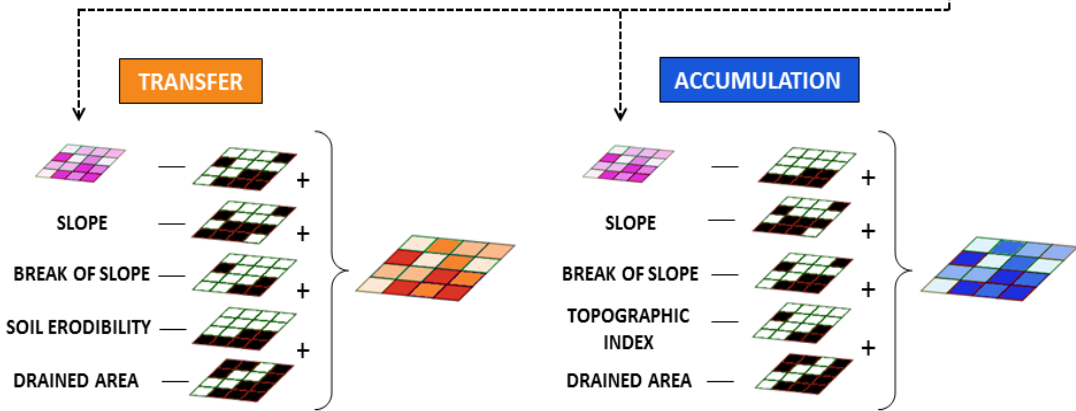 TRANSFER
+
SLOPE
+
BREAK OF SLOPE
+
SOIL ERODIBILITY
+
DRAINED AREA
ACCUMULATION
+
SLOPE
+
BREAK OF SLOPE
+
TOPOGRAPHIC
INDEX
+
DRAINED AREA